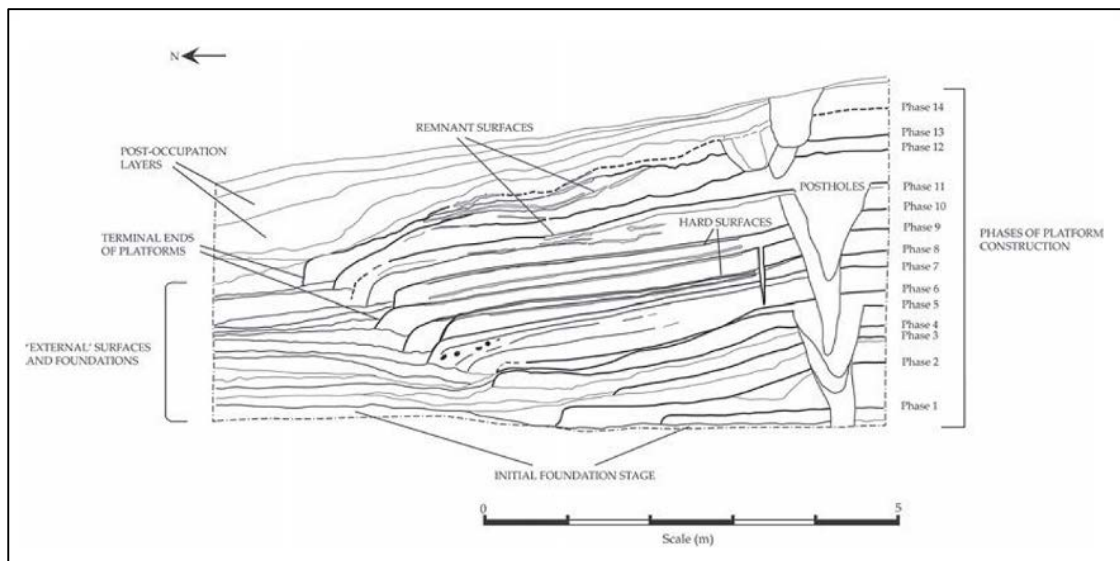 N
POST-OCCUPATION
LAYERS
REMNANT SURFACES
TERMINAL ENDS
OF PLATFORMS
HARD SURFACES
POSTHOLES
'EXTERNAL' SURFACES
AND FOUNDATIONS
INITIAL FOUNDATION STAGE
Phase 14
Phase 13
Phase 12
Phase 11
Phase 10
Phase 9
Phase 8
Phase 7
Phase 6
Phase 5
Phase 4
Phase 3
Phase 2
Phase 1
PHASES OF PLATFORM
CONSTRUCTION
0
5
Scale (m)